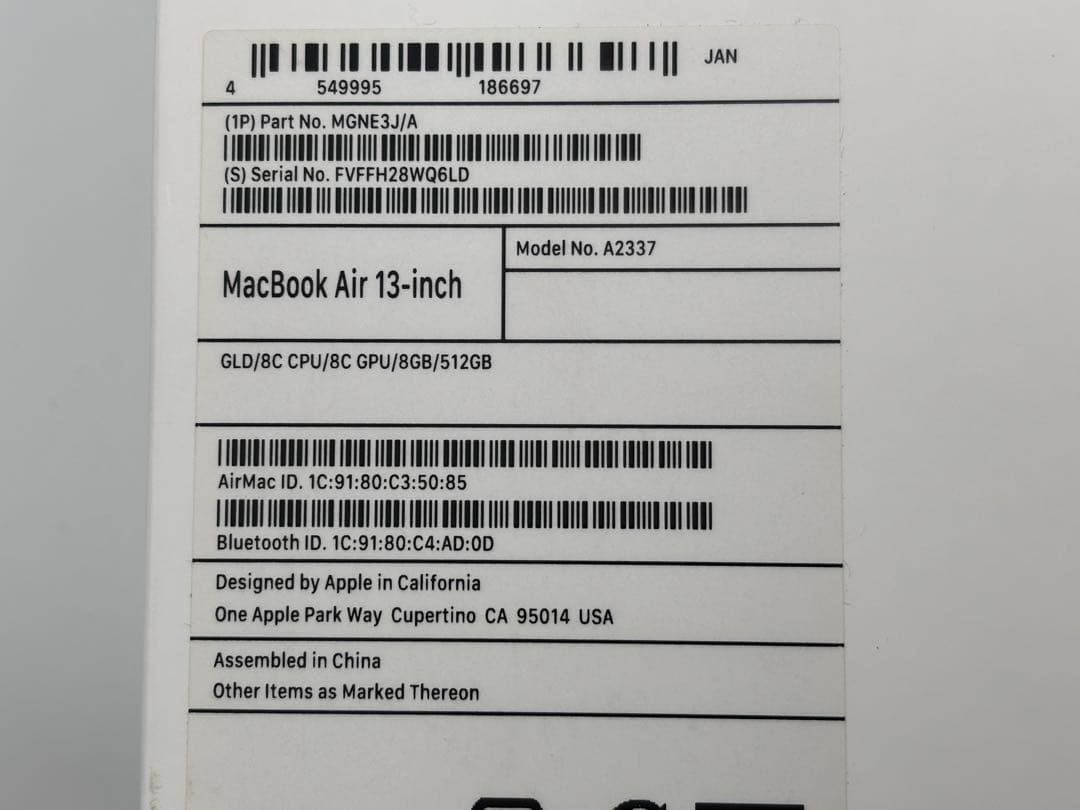 JAN
4 549995 186697
(1P) Part No. MGNE3J/A
(S) Serial No. FVFFH28WQ6LD
MacBook Air 13-inch
Model No. A2337
GLD/8C CPU/8C GPU/8GB/512GB
AirMac ID. 1C:91:80:C3:50:85
Bluetooth ID. 1C:91:80:C4:AD:0D
Designed by Apple in California
One Apple Park Way Cupertino CA 95014 USA
Assembled in China
Other Items as Marked Thereon